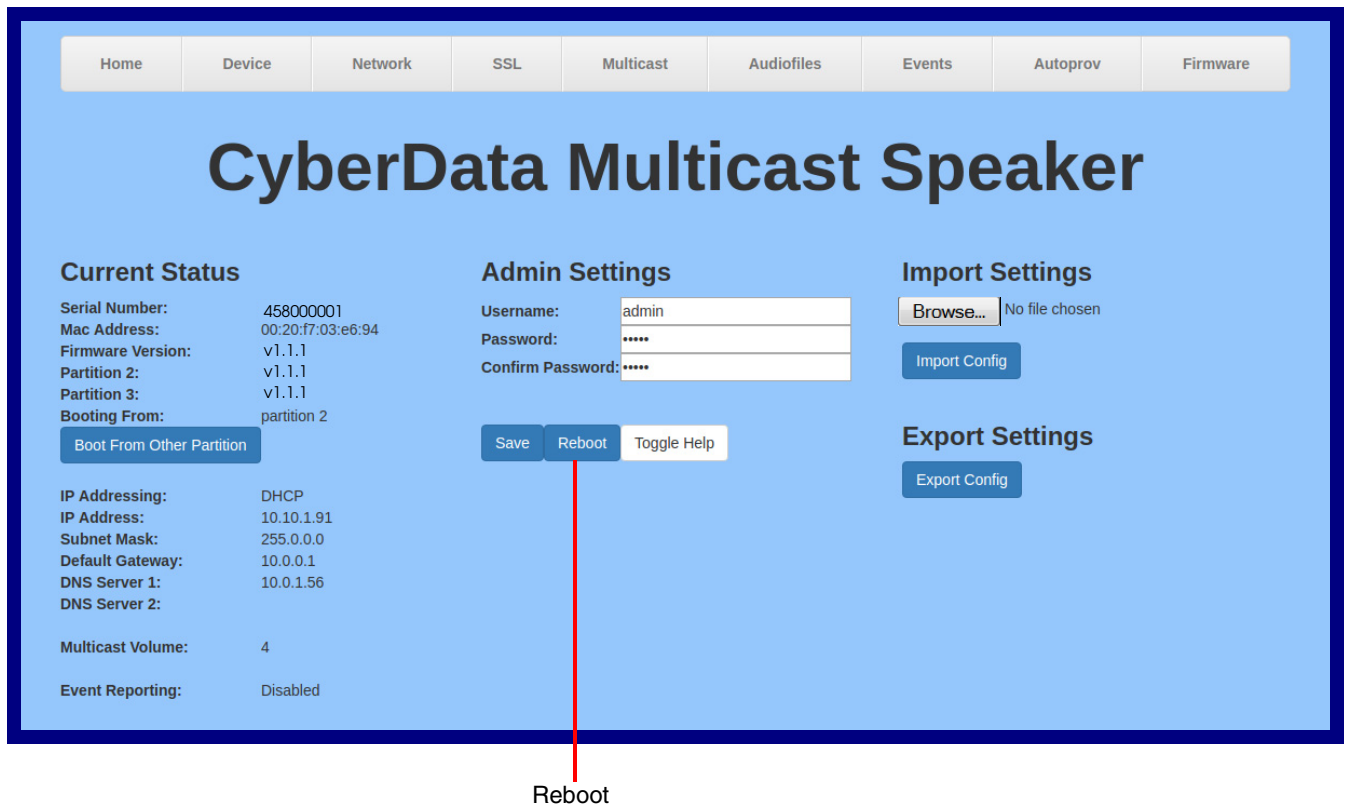 Home Device Network SSL Multicast Audiofiles Events Autoprov Firmware
CyberData Multicast Speaker
Current Status
Serial Number: 458000001
Mac Address: 00:20:f7:03:e6:94
Firmware Version: v1.1.1
Partition 2: v1.1.1
Partition 3: v1.1.1
Booting From: partition 2
Boot From Other Partition
IP Addressing: DHCP
IP Address: 10.10.1.91
Subnet Mask: 255.0.0.0
Default Gateway: 10.0.0.1
DNS Server 1: 10.0.1.56
DNS Server 2:
Multicast Volume: 4
Event Reporting: Disabled
Admin Settings
Username: admin
Password: •••••
Confirm Password: •••••
Save Reboot Toggle Help
Import Settings
Browse... No file chosen
Import Config
Export Settings
Export Config
Reboot